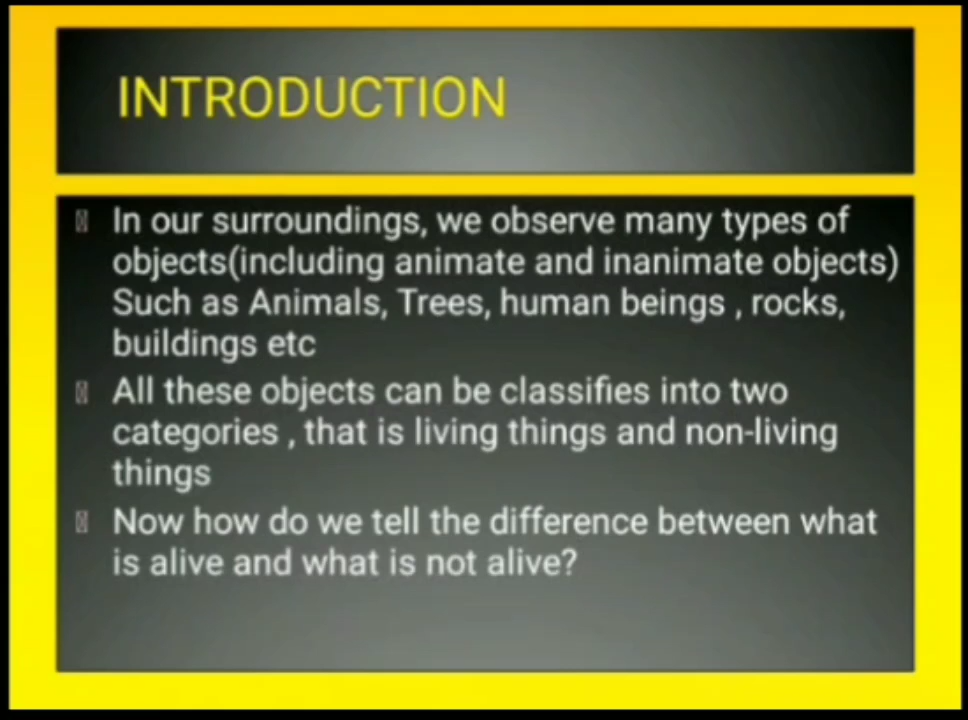 INTRODUCTION
In our surroundings, we observe many types of
objects(including animate and inanimate objects)
Such as Animals, Trees, human beings , rocks,
buildings etc
All these objects can be classifies into two
categories , that is living things and non-living
things
Now how do we tell the difference between what
is alive and what is not alive?